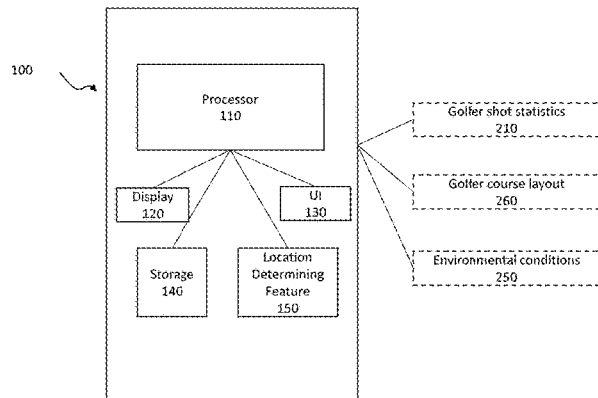 100
Processor
110
Display
120
UI
130
Storage
140
Location
Determining
Feature
150
Golfer shot statistics
210
Golfer course layout
260
Environmental conditions
250